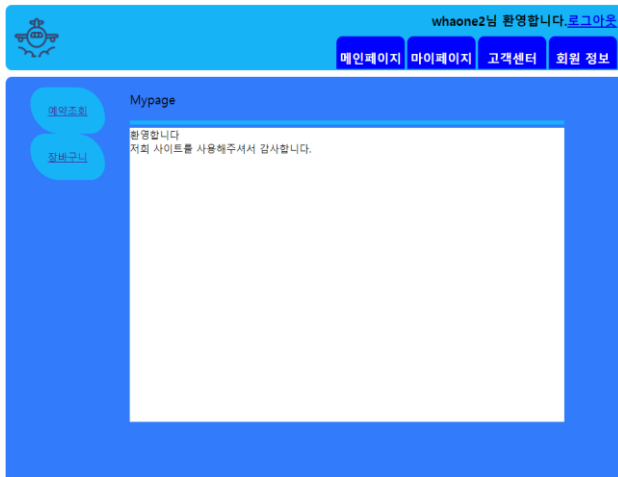 whaone2님 환영합니다.로그아웃
메인페이지 마이페이지 고객센터 회원 정보
예약조회
장바구니
Mypage
환영합니다
저희 사이트를 사용해주셔서 감사합니다.